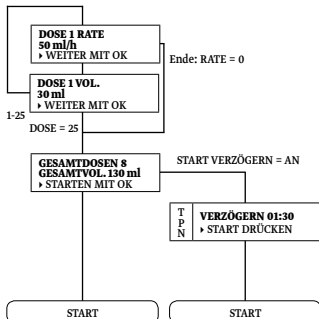 DOSE 1 RATE
50 ml/h
▸ WEITER MIT OK
Ende: RATE = 0
DOSE 1 VOL.
30 ml
▸ WEITER MIT OK
1-25
DOSE = 25
GESAMTDOSEN 8
GESAMTVOL. 130 ml
▸ STARTEN MIT OK
START VERZÖGERN = AN
TPN
VERZÖGERN 01:30
▸ START DRÜCKEN
START
START